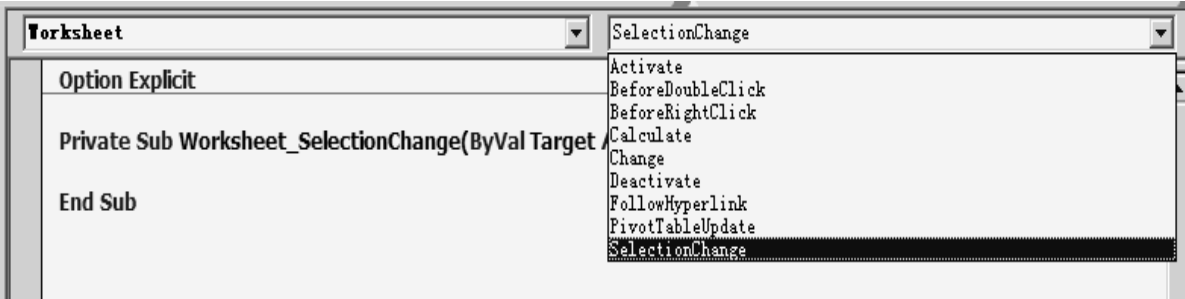 Worksheet
SelectionChange
Option Explicit
Private Sub Worksheet_SelectionChange(ByVal Target
End Sub
Activate
BeforeDoubleClick
BeforeRightClick
Calculate
Change
Deactivate
FollowHyperlink
PivotTableUpdate
SelectionChange